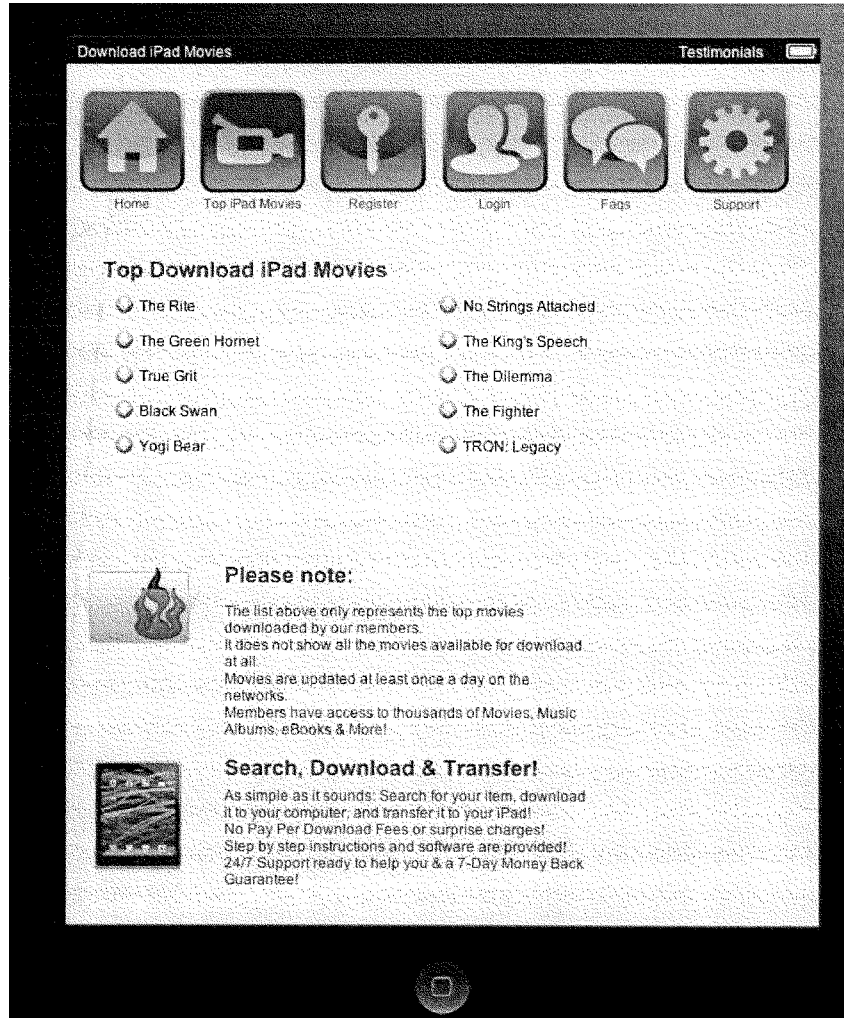 Download iPad Movies Testimonials
Home Top iPad Movies Register Login Faqs Support
Top Download iPad Movies
The Rite No Strings Attached
The Green Hornet The King's Speech
True Grit The Dilemma
Black Swan The Fighter
Yogi Bear TRON: Legacy
Please note:
The list above only represents the top movies
downloaded by our members.
It does not show all the movies available for download
at all.
Movies are updated at least once a day on the
networks.
Members have access to thousands of Movies, Music
Albums, eBooks & More!
Search, Download & Transfer!
As simple as it sounds: Search for your item, download
it to your computer, and transfer it to your iPad!
No Pay Per Download Fees or surprise charges!
Step by step instructions and software are provided!
24/7 Support ready to help you & a 7-Day Money Back
Guarantee!